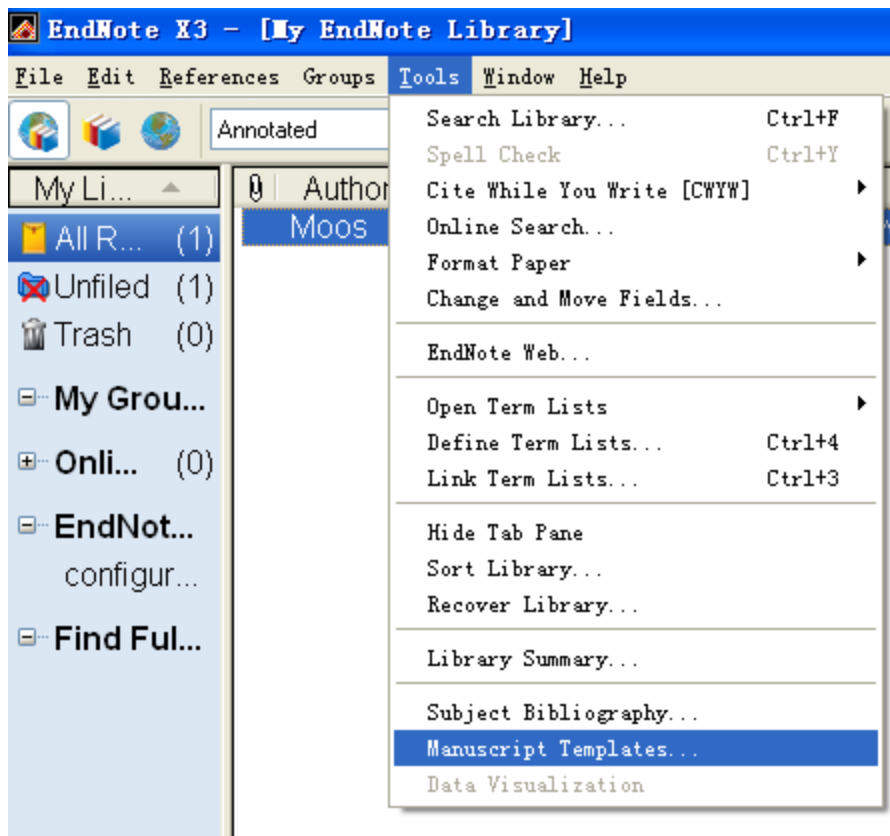 EndNote X3 - [My EndNote Library]
File Edit References Groups Tools Window Help
Annotated
My Li...
Author
All R... (1)
Moos
Unfiled (1)
Trash (0)
My Grou...
Onli... (0)
EndNot...
configur...
Find Ful...
Search Library... Ctrl+F
Spell Check Ctrl+Y
Cite While You Write [CWYW]
Online Search...
Format Paper
Change and Move Fields...
EndNote Web...
Open Term Lists
Define Term Lists... Ctrl+4
Link Term Lists... Ctrl+3
Hide Tab Pane
Sort Library...
Recover Library...
Library Summary...
Subject Bibliography...
Manuscript Templates...
Data Visualization